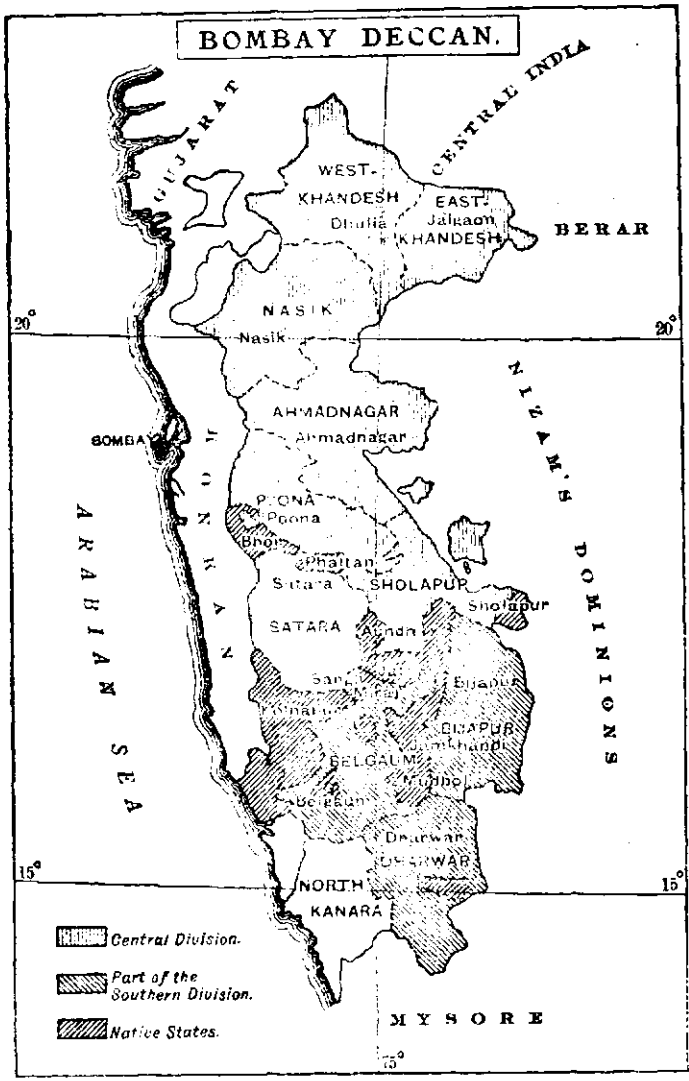 BOMBAY DECCAN.
GUJARAT
CENTRAL INDIA
WEST-
KHANDESH
Dhulia
EAST-
Jalgaon
KHANDESH
BERAR
NASIK
20°
20°
Nasik
AHMADNAGAR
Ahmadnagar
BOMBAY
NIZAM'S DOMINIONS
KONKAN
ARABIAN SEA
POONA
Poona
Bhor
Phaltan
Satara
SHOLAPUR
Sholapur
SATARA
Aundh
Bijapur
BIJAPUR
Jamkhandi
BELGAUM
Mudhol
Belgaum
Dharwar
DHARWAR
15°
15°
NORTH
KANARA
Central Division.
Part of the
Southern Division.
Native States.
MYSORE
75°